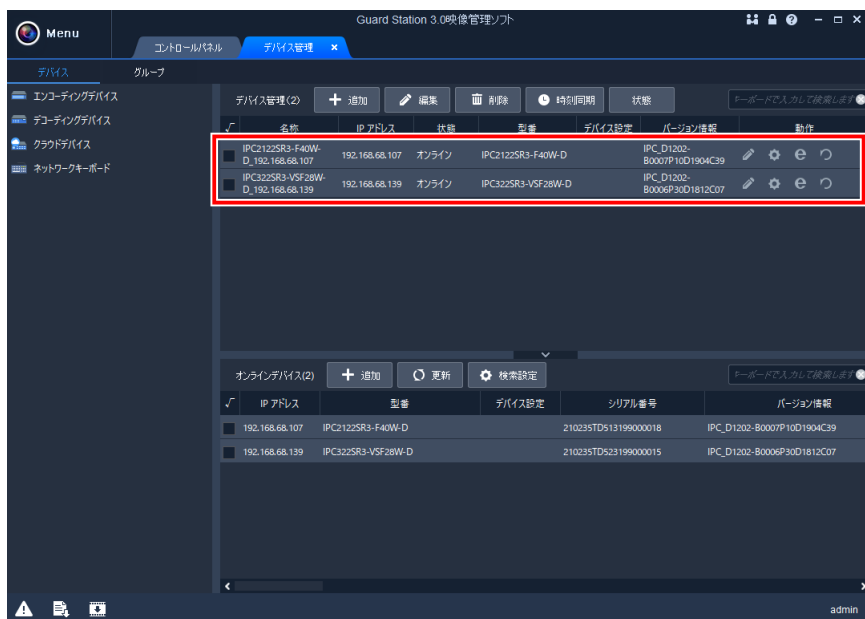 Guard Station 3.0映像管理ソフト
Menu
コントロールパネル
デバイス管理 ×
デバイス グループ
エンコーディングデバイス
デコーディングデバイス
クラウドデバイス
ネットワークキーボード
デバイス管理(2) 追加 編集 削除 時刻同期 状態 キーボードで入力して検索します
√ 名称 IP アドレス 状態 型番 デバイス設定 バージョン情報 動作
IPC2122SR3-F40W-
D_192.168.68.107 192.168.68.107 オンライン IPC2122SR3-F40W-D IPC_D1202-
B0007P10D1904C39
IPC322SR3-VSF28W-
D_192.168.68.139 192.168.68.139 オンライン IPC322SR3-VSF28W-D IPC_D1202-
B0006P30D1812C07
オンラインデバイス(2) 追加 更新 検索設定 キーボードで入力して検索します
√ IP アドレス 型番 デバイス設定 シリアル番号 バージョン情報
192.168.68.107 IPC2122SR3-F40W-D 210235TD513199000018 IPC_D1202-B0007P10D1904C39
192.168.68.139 IPC322SR3-VSF28W-D 210235TD523199000015 IPC_D1202-B0006P30D1812C07
admin